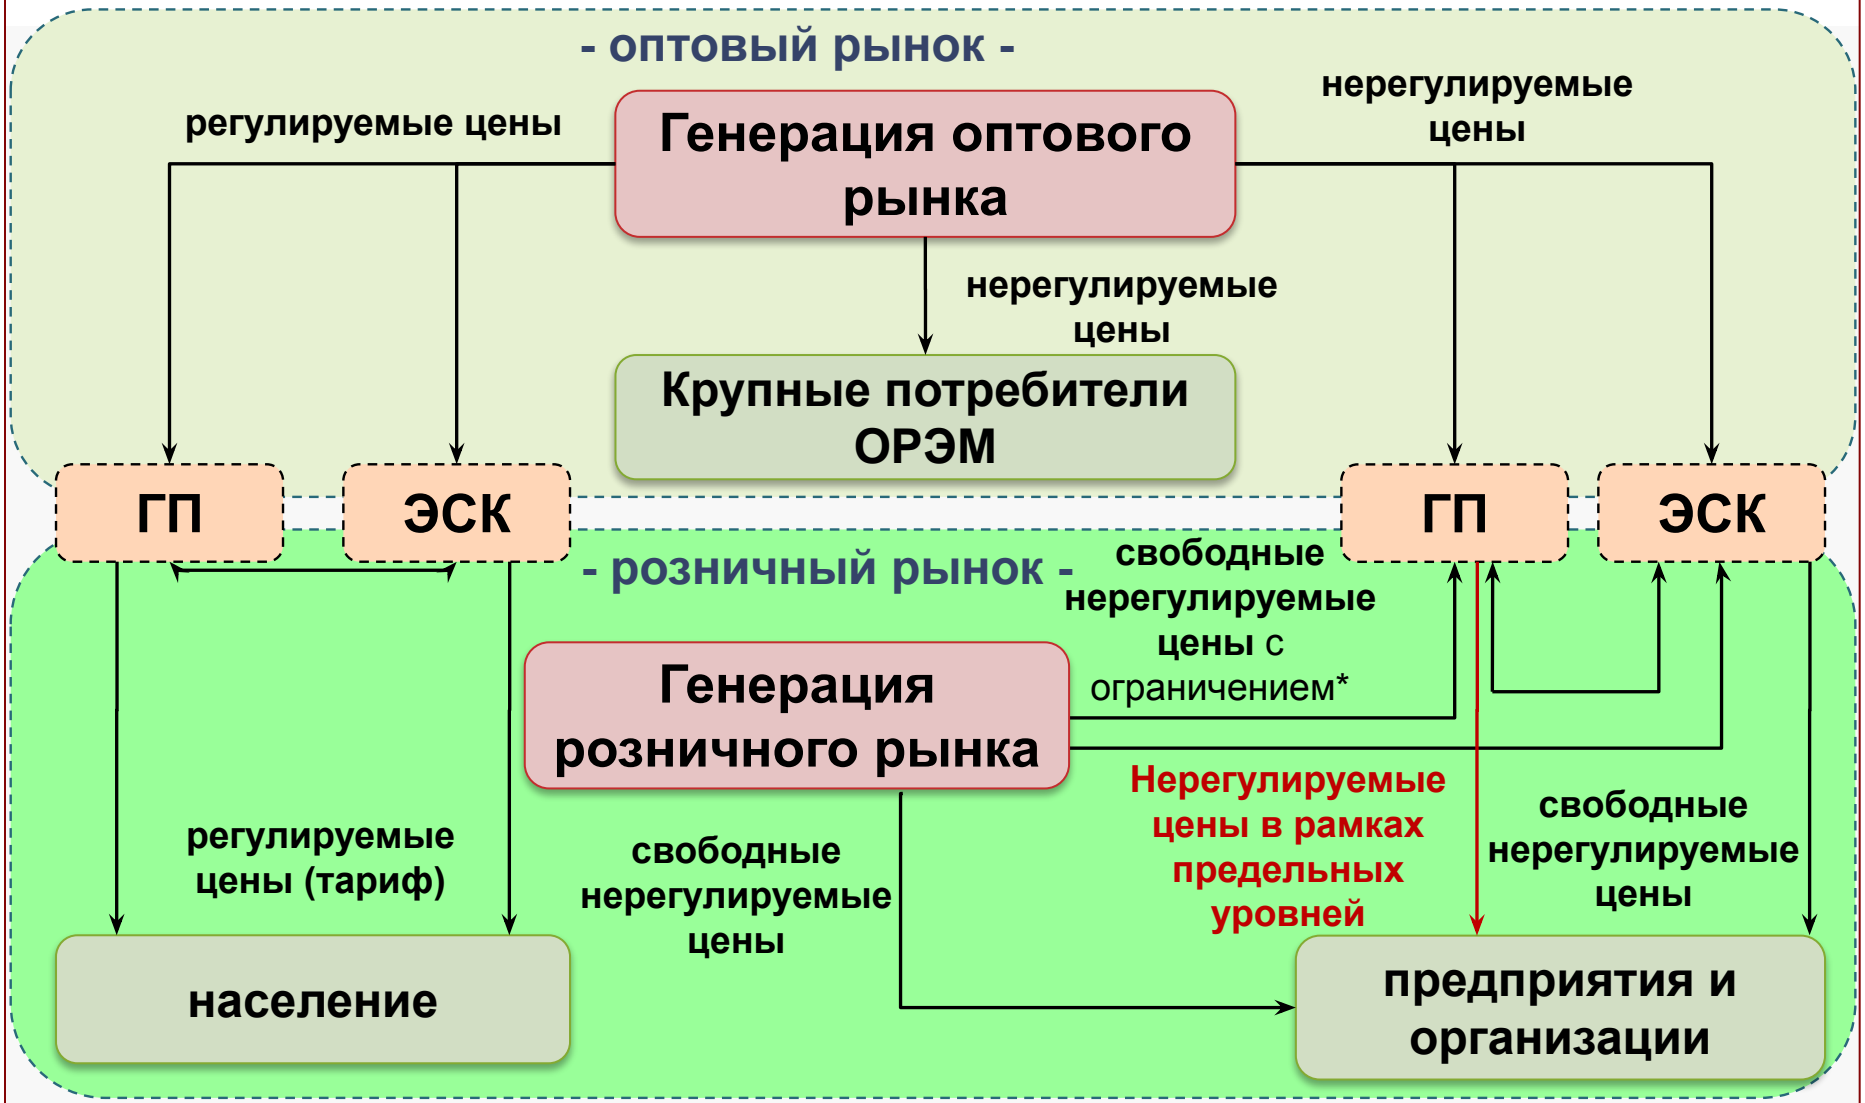 - оптовый рынок -
регулируемые цены
нерегулируемые
цены
Генерация оптового
рынка
нерегулируемые
цены
Крупные потребители
ОРЭМ
ГП
ЭСК
ГП
ЭСК
- розничный рынок -
свободные
нерегулируемые
цены с
ограничением*
Генерация
розничного рынка
Нерегулируемые
цены в рамках
предельных
уровней
свободные
нерегулируемые
цены
регулируемые
цены (тариф)
свободные
нерегулируемые
цены
население
предприятия и
организации